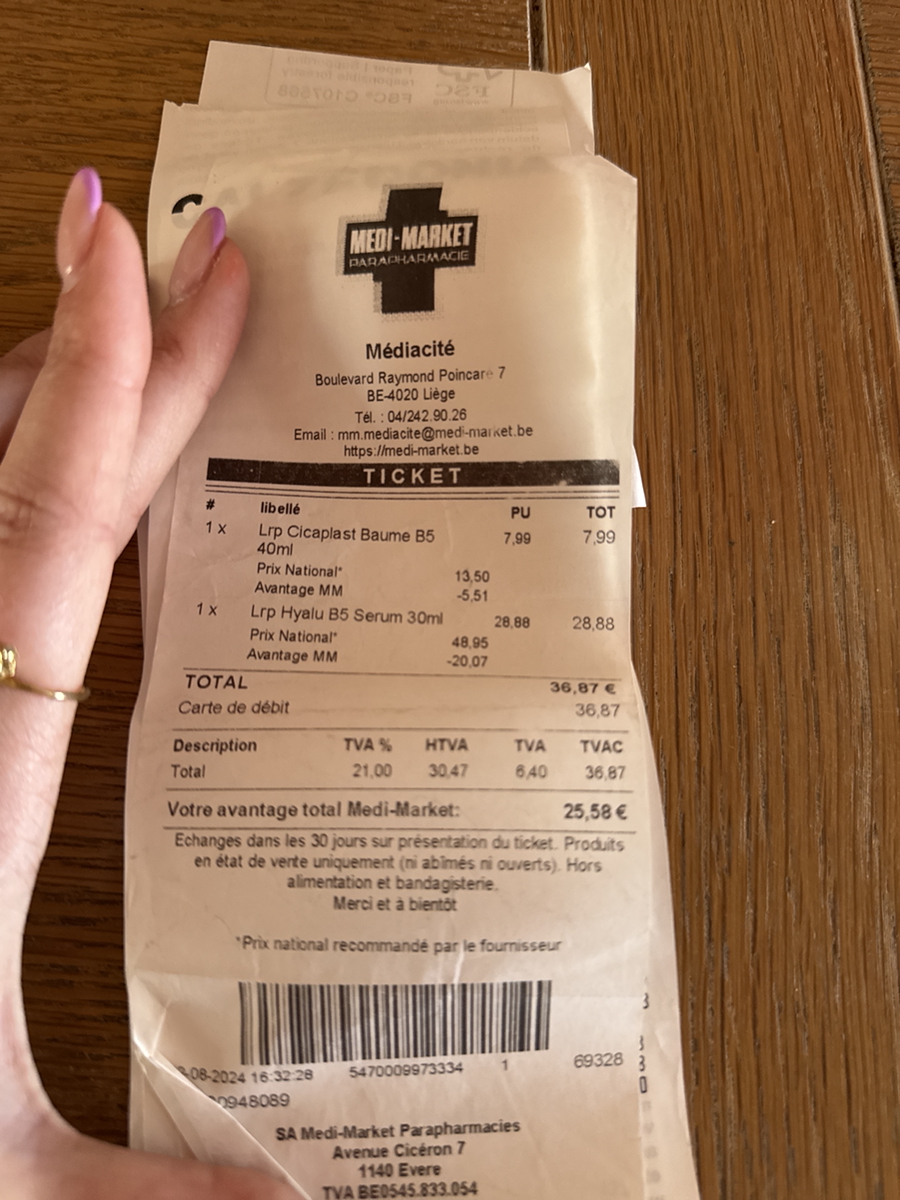 FSC
FSC® C107588
MEDI-MARKET
PARAPHARMACIE
Médiacité
Boulevard Raymond Poincaré 7
BE-4020 Liège
Tél. : 04/242.90.26
Email : mm.mediacite@medi-market.be
https://medi-market.be
TICKET
# libellé PU TOT
1 x Lrp Cicaplast Baume B5 7,99 7,99
40ml
Prix National* 13,50
Avantage MM -5,51
1 x Lrp Hyalu B5 Serum 30ml 28,88 28,88
Prix National* 48,95
Avantage MM -20,07
TOTAL 36,87 €
Carte de débit 36,87
Description TVA % HTVA TVA TVAC
Total 21,00 30,47 6,40 36,87
Votre avantage total Medi-Market: 25,58 €
Echanges dans les 30 jours sur présentation du ticket. Produits
en état de vente uniquement (ni abîmés ni ouverts). Hors
alimentation et bandagisterie.
Merci et à bientôt
*Prix national recommandé par le fournisseur
-08-2024 16:32:28 5470009973334 1 69328
0948089
SA Medi-Market Parapharmacies
Avenue Cicéron 7
1140 Evere
TVA BE0545.833.054